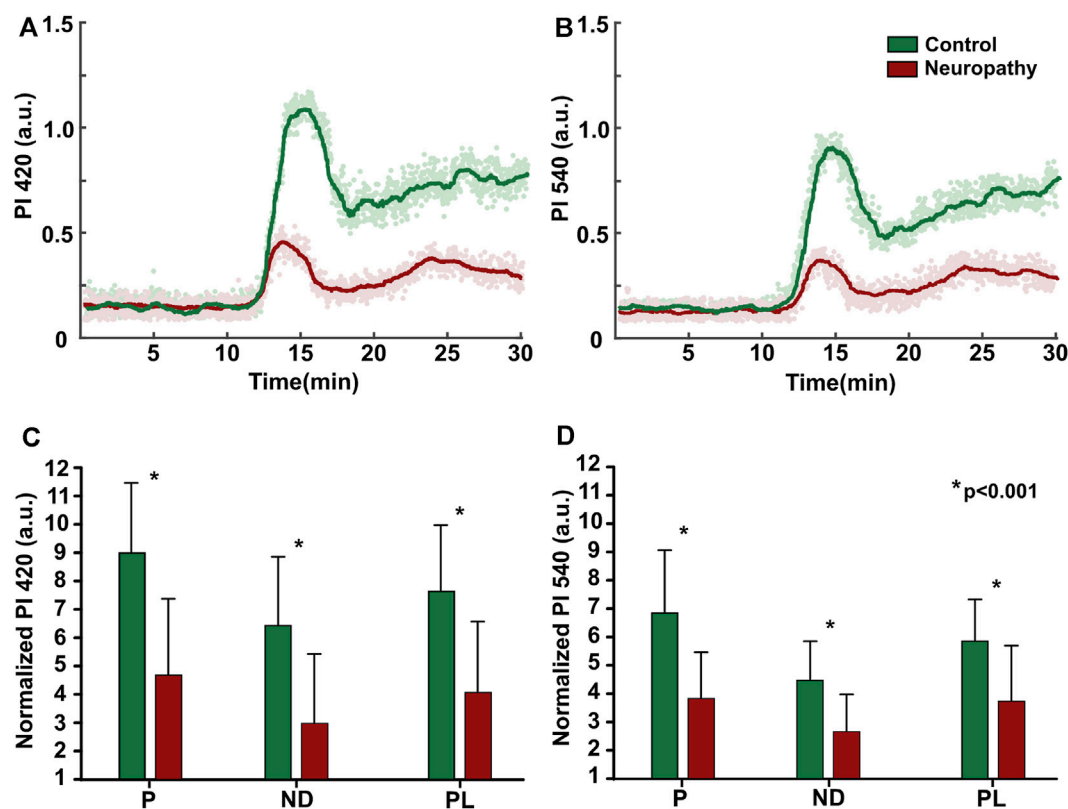 A
PI 420 (a.u.)
1.5
1.0
0.5
0
5 10 15 20 25 30
Time(min)
B
PI 540 (a.u.)
1.5
1.0
0.5
0
Control
Neuropathy
5 10 15 20 25 30
Time(min)
C
Normalized PI 420 (a.u.)
12
11
10
9
8
7
6
5
4
3
2
1
*
*
*
P ND PL
D
Normalized PI 540 (a.u.)
12
11
10
9
8
7
6
5
4
3
2
1
*p<0.001
*
*
*
P ND PL